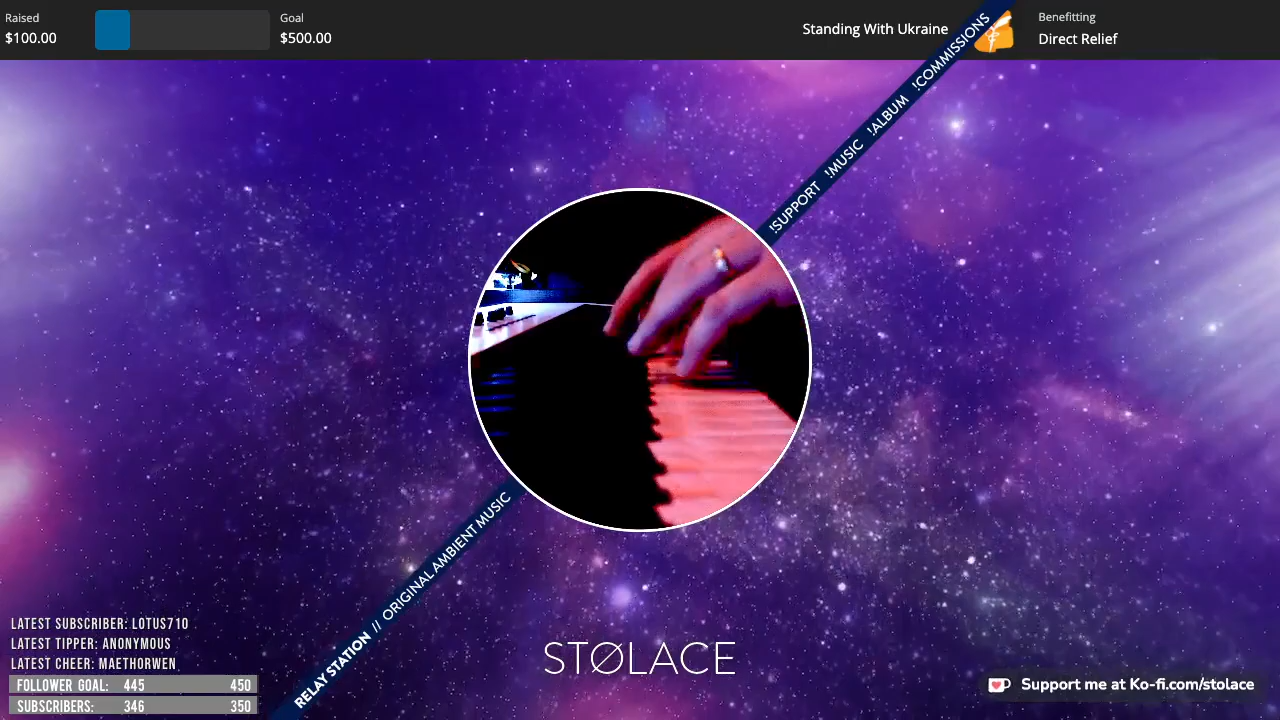 Raised
$100.00
Goal
$500.00
Standing With Ukraine
Benefitting
Direct Relief
!SUPPORT !MUSIC !ALBUM !COMMISSIONS
RELAY STATION // ORIGINAL AMBIENT MUSIC
LATEST SUBSCRIBER: LOTUS710
LATEST TIPPER: ANONYMOUS
LATEST CHEER: MAETHORWEN
FOLLOWER GOAL: 445 450
SUBSCRIBERS: 346 350
STØLACE
Support me at Ko-fi.com/stolace